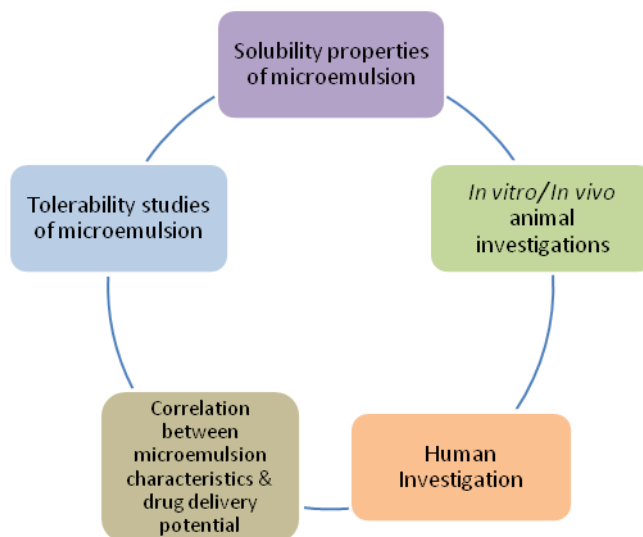 Solubility properties
of microemulsion
In vitro/In vivo
animal
investigations
Human
Investigation
Correlation
between
microemulsion
characteristics &
drug delivery
potential
Tolerability studies
of microemulsion